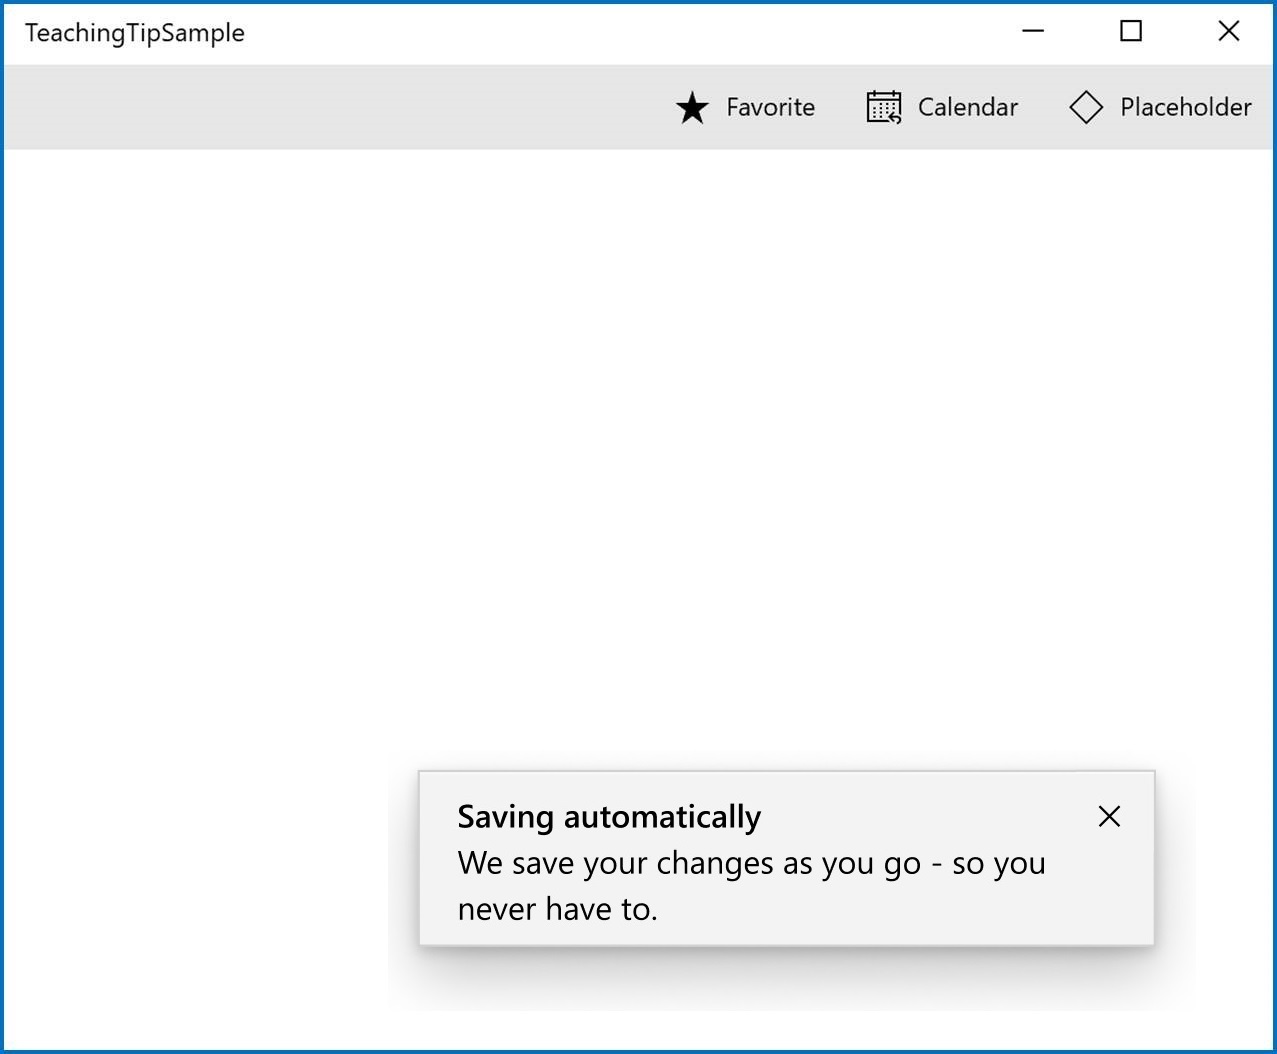 TeachingTipSample
Favorite Calendar Placeholder
Saving automatically
We save your changes as you go - so you
never have to.